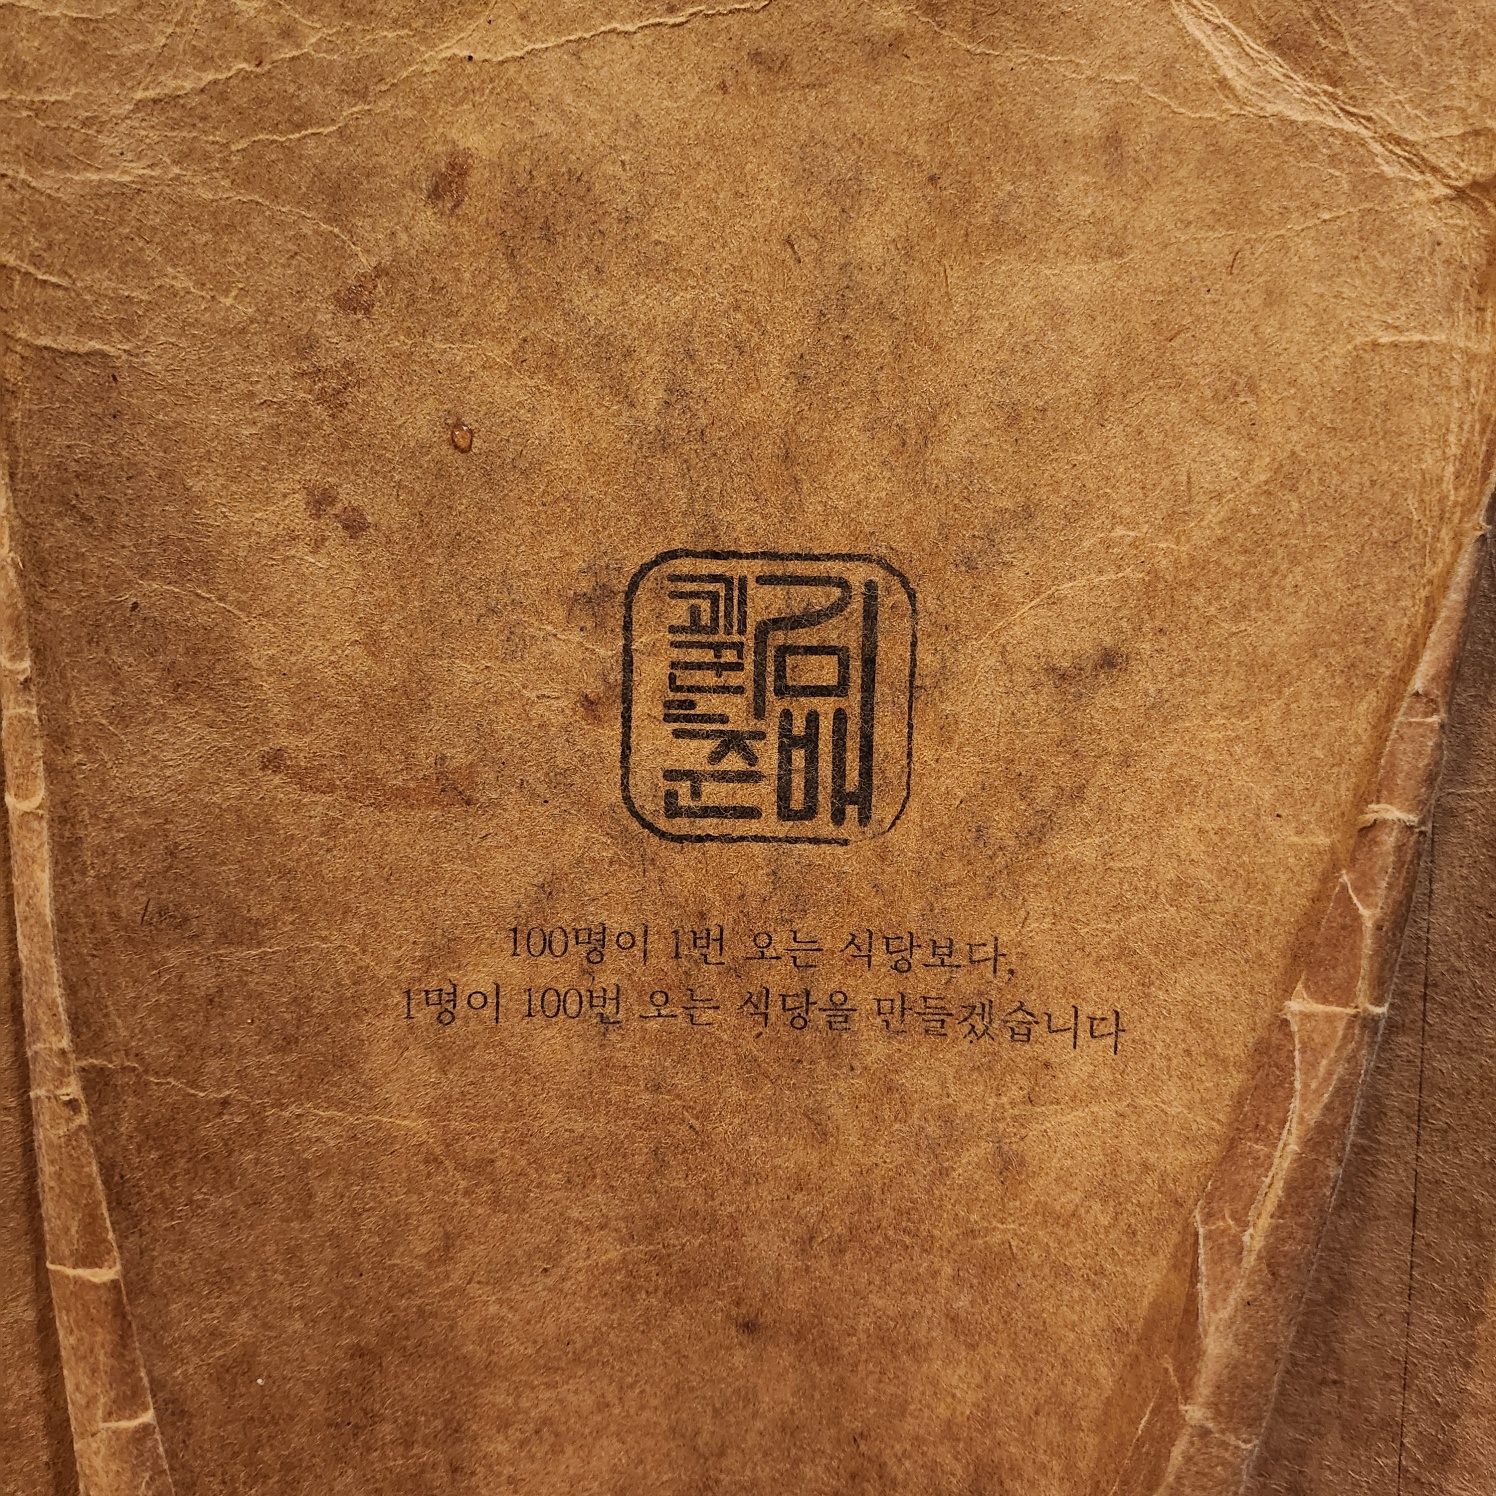 100명이 1번 오는 식당보다,
1명이 100번 오는 식당을 만들겠습니다